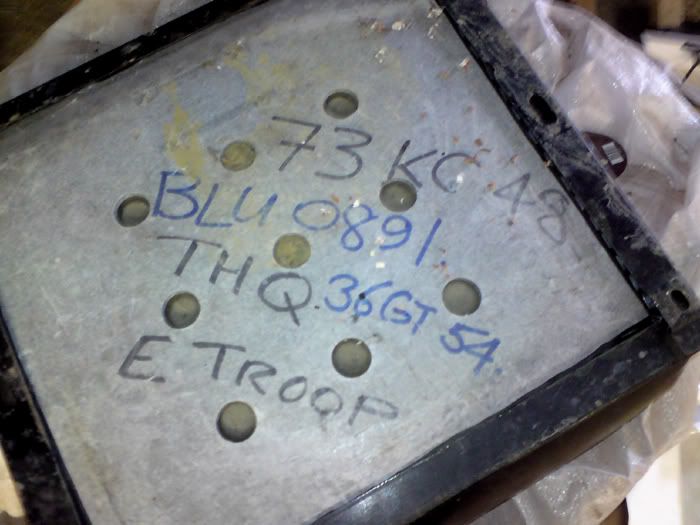 73 KC 48
BLU 0891.
THQ 36GT 54.
E. TROOP